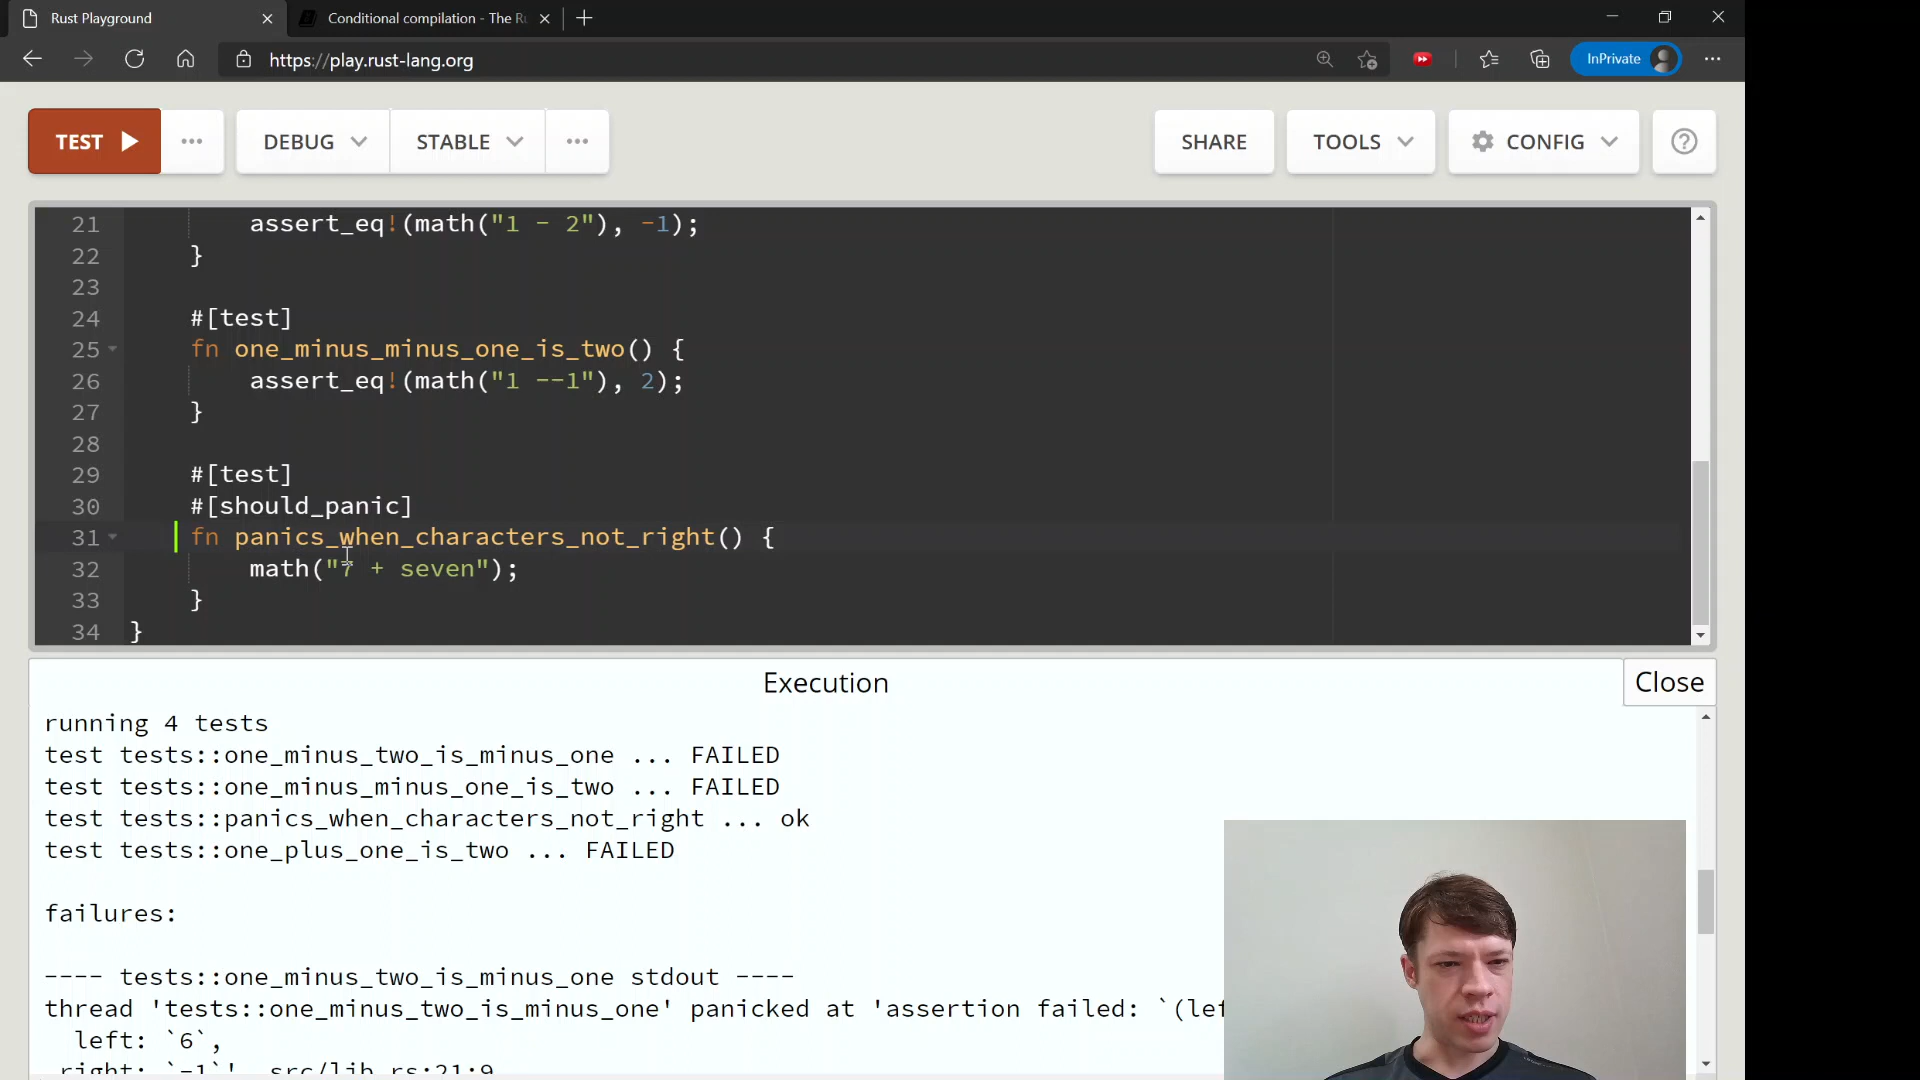 Rust Playground
Conditional compilation - The Ru
https://play.rust-lang.org
InPrivate
TEST
DEBUG
STABLE
SHARE
TOOLS
CONFIG
21 assert_eq!(math("1 - 2"), -1);
22 }
23
24 #[test]
25 fn one_minus_minus_one_is_two() {
26 assert_eq!(math("1 --1"), 2);
27 }
28
29 #[test]
30 #[should_panic]
31 fn panics_when_characters_not_right() {
32 math("7 + seven");
33 }
34 }
Execution
Close
running 4 tests
test tests::one_minus_two_is_minus_one ... FAILED
test tests::one_minus_minus_one_is_two ... FAILED
test tests::panics_when_characters_not_right ... ok
test tests::one_plus_one_is_two ... FAILED
failures:
---- tests::one_minus_two_is_minus_one stdout ----
thread 'tests::one_minus_two_is_minus_one' panicked at 'assertion failed: `(lef
left: `6`,
right: `-1`', src/lib.rs:21:9